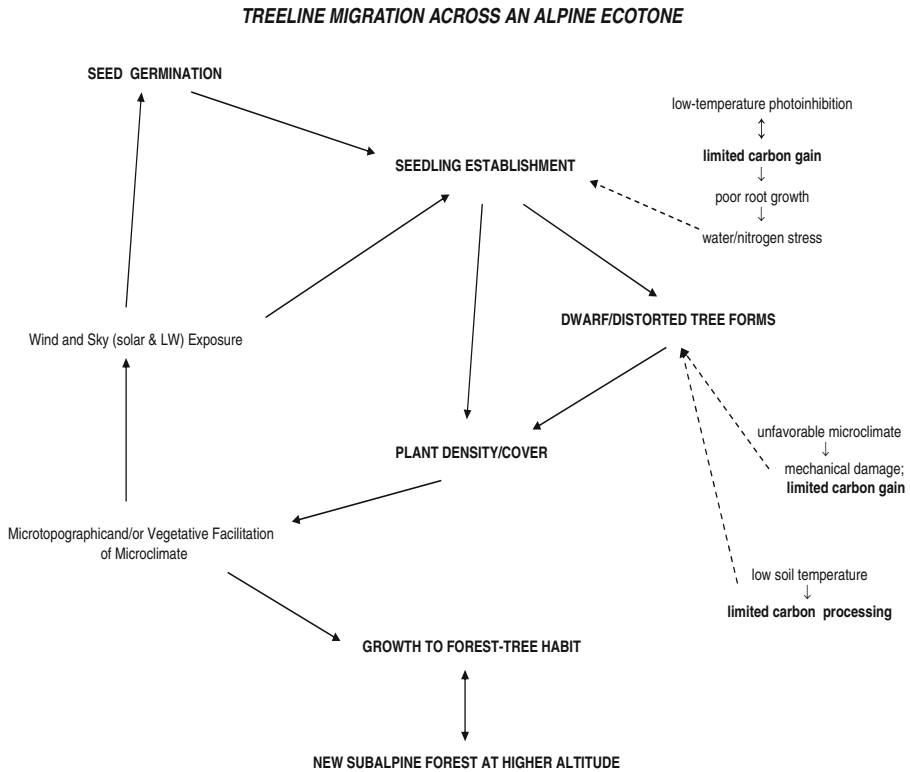 TREELINE MIGRATION ACROSS AN ALPINE ECOTONE
SEED GERMINATION
low-temperature photoinhibition
limited carbon gain
SEEDLING ESTABLISHMENT
poor root growth
water/nitrogen stress
DWARF/DISTORTED TREE FORMS
Wind and Sky (solar & LW) Exposure
unfavorable microclimate
PLANT DENSITY/COVER
mechanical damage;
limited carbon gain
Microtopographicand/or Vegetative Facilitation
of Microclimate
low soil temperature
limited carbon processing
GROWTH TO FOREST-TREE HABIT
NEW SUBALPINE FOREST AT HIGHER ALTITUDE